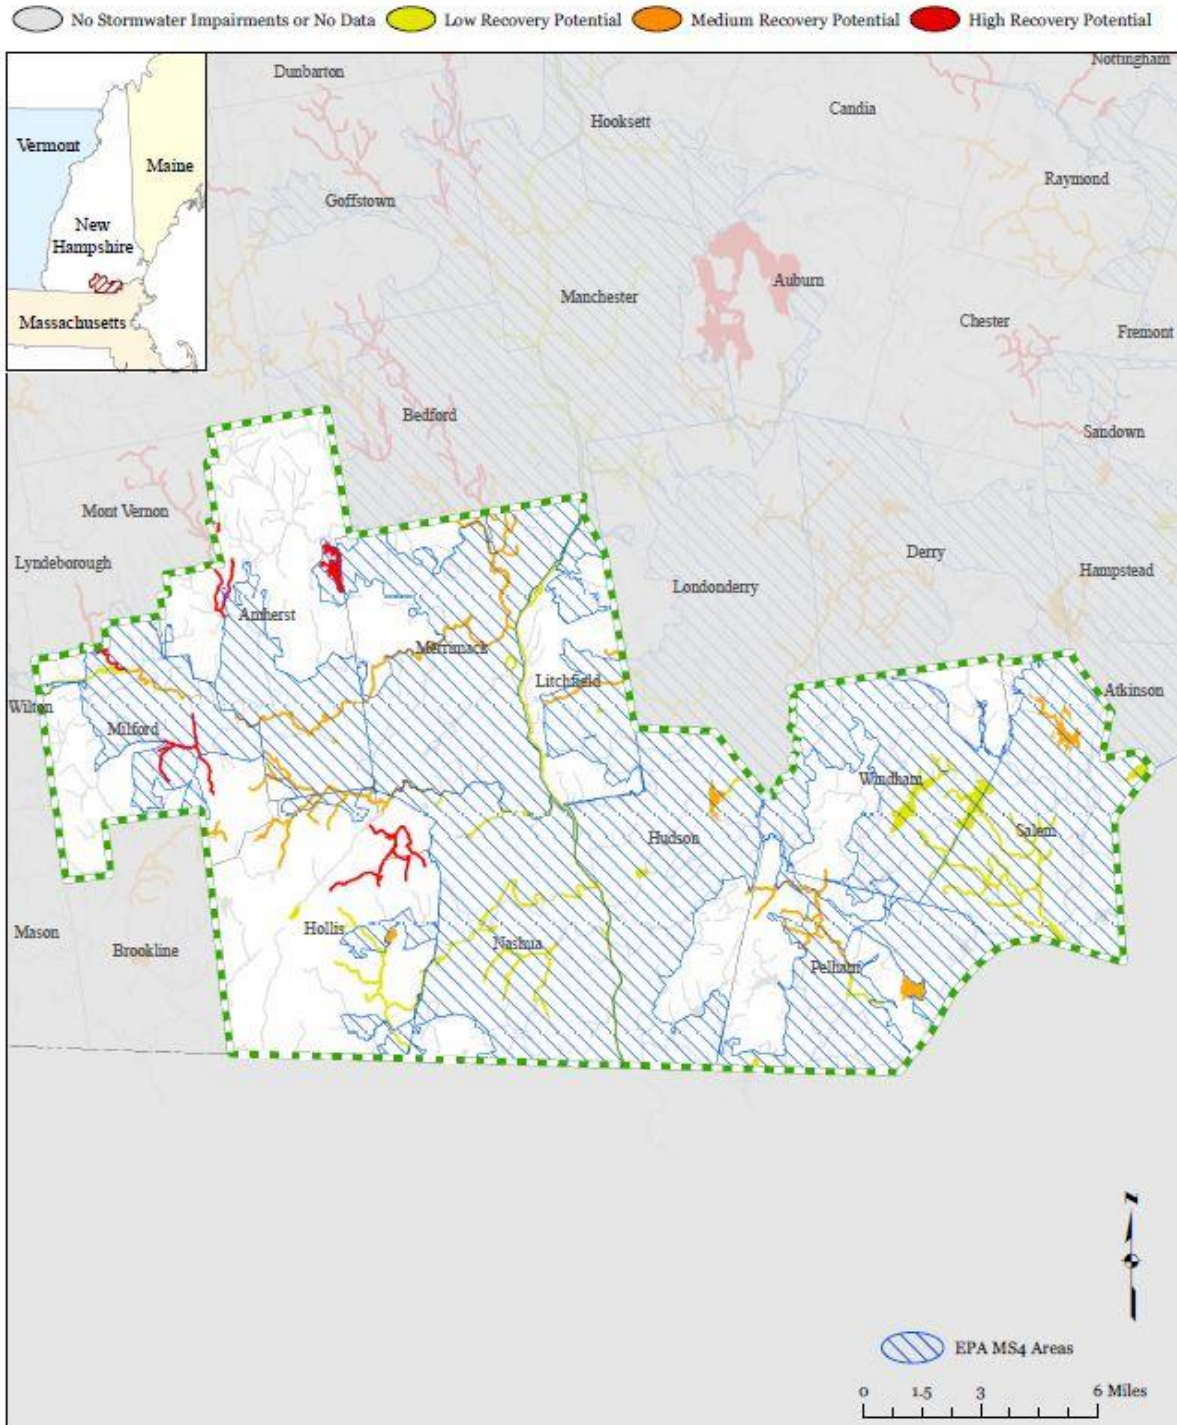 No Stormwater Impairments or No Data Low Recovery Potential Medium Recovery Potential High Recovery Potential
Nottingham
Dunbarton
Candia
Hooksett
Vermont
Maine
Raymond
Goffstown
New
Hampshire
Auburn
Manchester
Massachusetts
Chester
Fremont
Bedford
Sandown
Mont Vernon
Derry
Lyndeborough
Hampstead
Londonderry
Amherst
Merrimack
Litchfield
Atkinson
Wilton
Milford
Windham
Salem
Hudson
Hollis
Mason
Nashua
Brookline
Pelham
N
EPA MS4 Areas
0 1.5 3 6 Miles